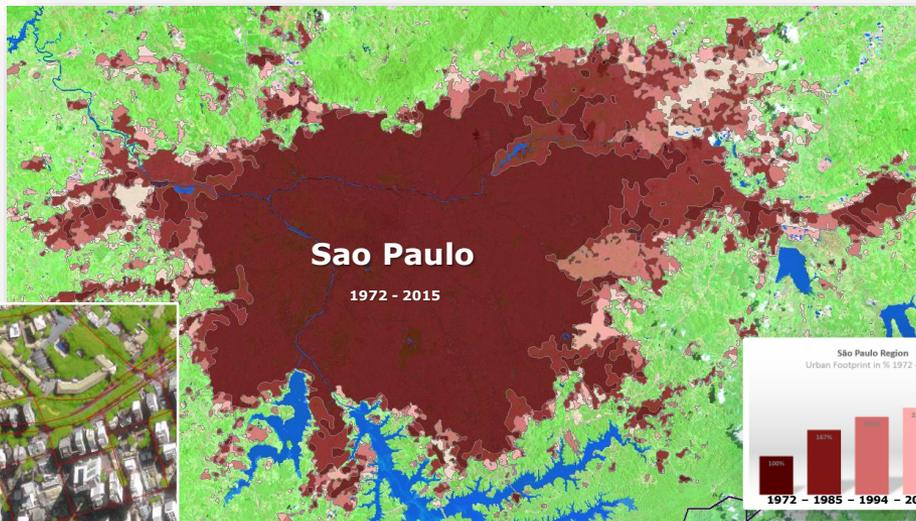 Sao Paulo
1972 - 2015
São Paulo Region
Urban Footprint in % 1972
100%
167%
1972 – 1985 – 1994 – 20